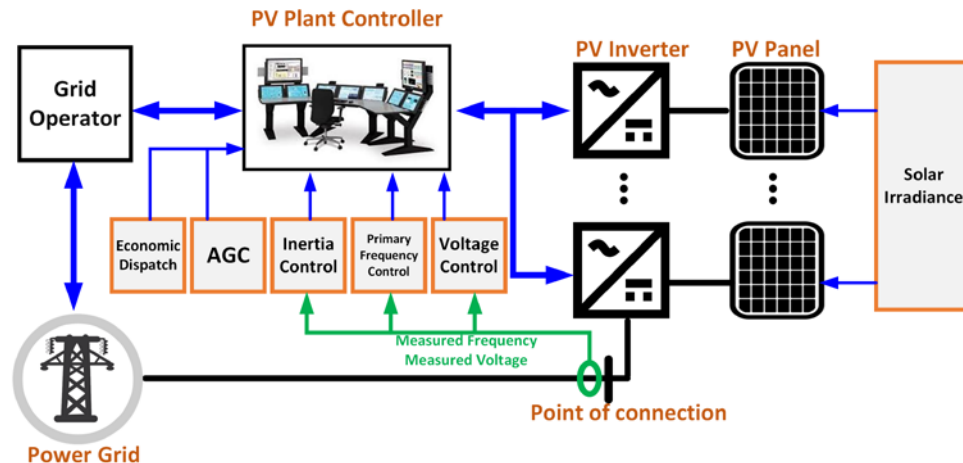 PV Plant Controller
PV Inverter
PV Panel
Grid
Operator
Solar
Irradiance
Economic
Dispatch
AGC
Inertia
Control
Primary
Frequency
Control
Voltage
Control
Measured Frequency
Measured Voltage
Point of connection
Power Grid